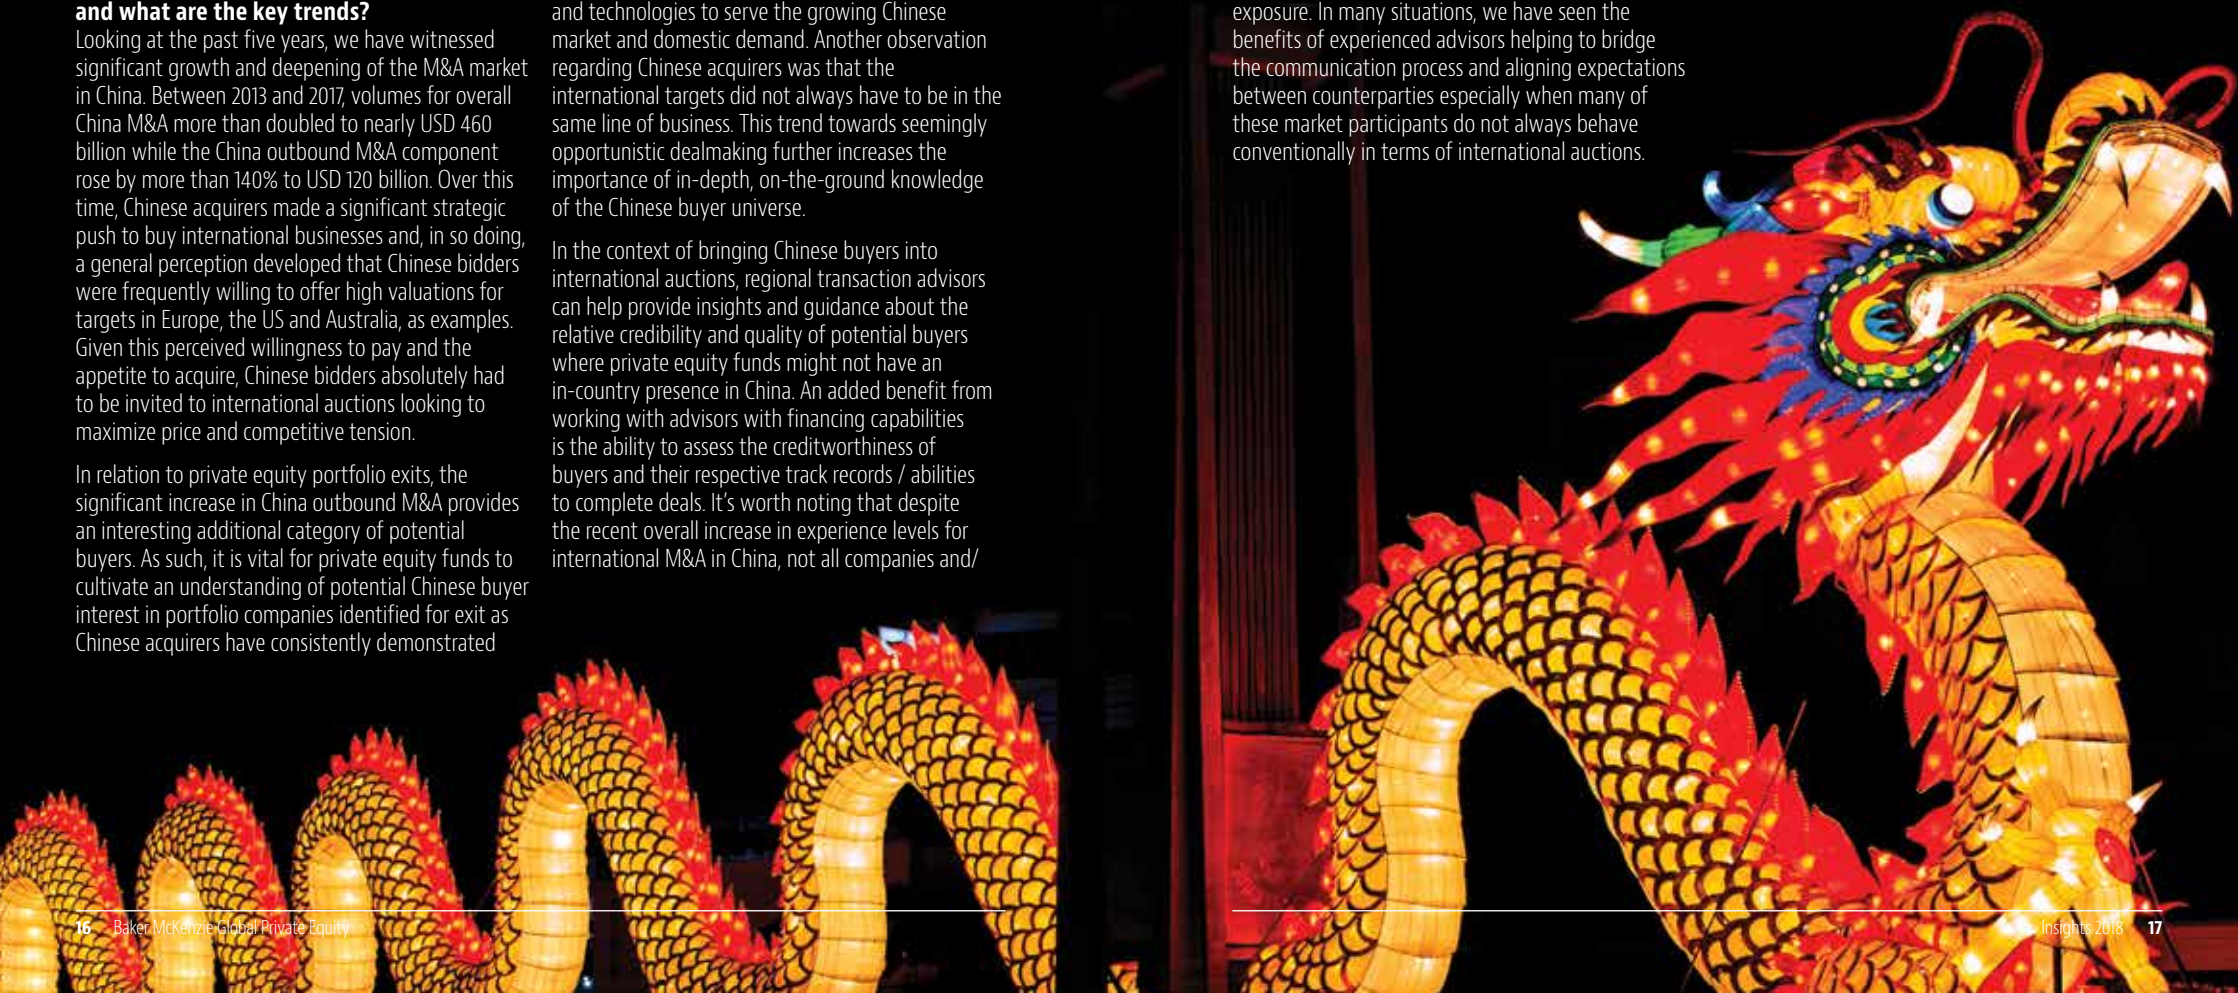 and what are the key trends?
Looking at the past five years, we have witnessed
significant growth and deepening of the M&A market
in China. Between 2013 and 2017, volumes for overall
China M&A more than doubled to nearly USD 460
billion while the China outbound M&A component
rose by more than 140% to USD 120 billion. Over this
time, Chinese acquirers made a significant strategic
push to buy international businesses and, in so doing,
a general perception developed that Chinese bidders
were frequently willing to offer high valuations for
targets in Europe, the US and Australia, as examples.
Given this perceived willingness to pay and the
appetite to acquire, Chinese bidders absolutely had
to be invited to international auctions looking to
maximize price and competitive tension.
In relation to private equity portfolio exits, the
significant increase in China outbound M&A provides
an interesting additional category of potential
buyers. As such, it is vital for private equity funds to
cultivate an understanding of potential Chinese buyer
interest in portfolio companies identified for exit as
Chinese acquirers have consistently demonstrated
and technologies to serve the growing Chinese
market and domestic demand. Another observation
regarding Chinese acquirers was that the
international targets did not always have to be in the
same line of business. This trend towards seemingly
opportunistic dealmaking further increases the
importance of in-depth, on-the-ground knowledge
of the Chinese buyer universe.
In the context of bringing Chinese buyers into
international auctions, regional transaction advisors
can help provide insights and guidance about the
relative credibility and quality of potential buyers
where private equity funds might not have an
in-country presence in China. An added benefit from
working with advisors with financing capabilities
is the ability to assess the creditworthiness of
buyers and their respective track records / abilities
to complete deals. It's worth noting that despite
the recent overall increase in experience levels for
international M&A in China, not all companies and/
exposure. In many situations, we have seen the
benefits of experienced advisors helping to bridge
the communication process and aligning expectations
between counterparties especially when many of
these market participants do not always behave
conventionally in terms of international auctions.
16 Baker McKenzie Global Private Equity
Insights 2018 17